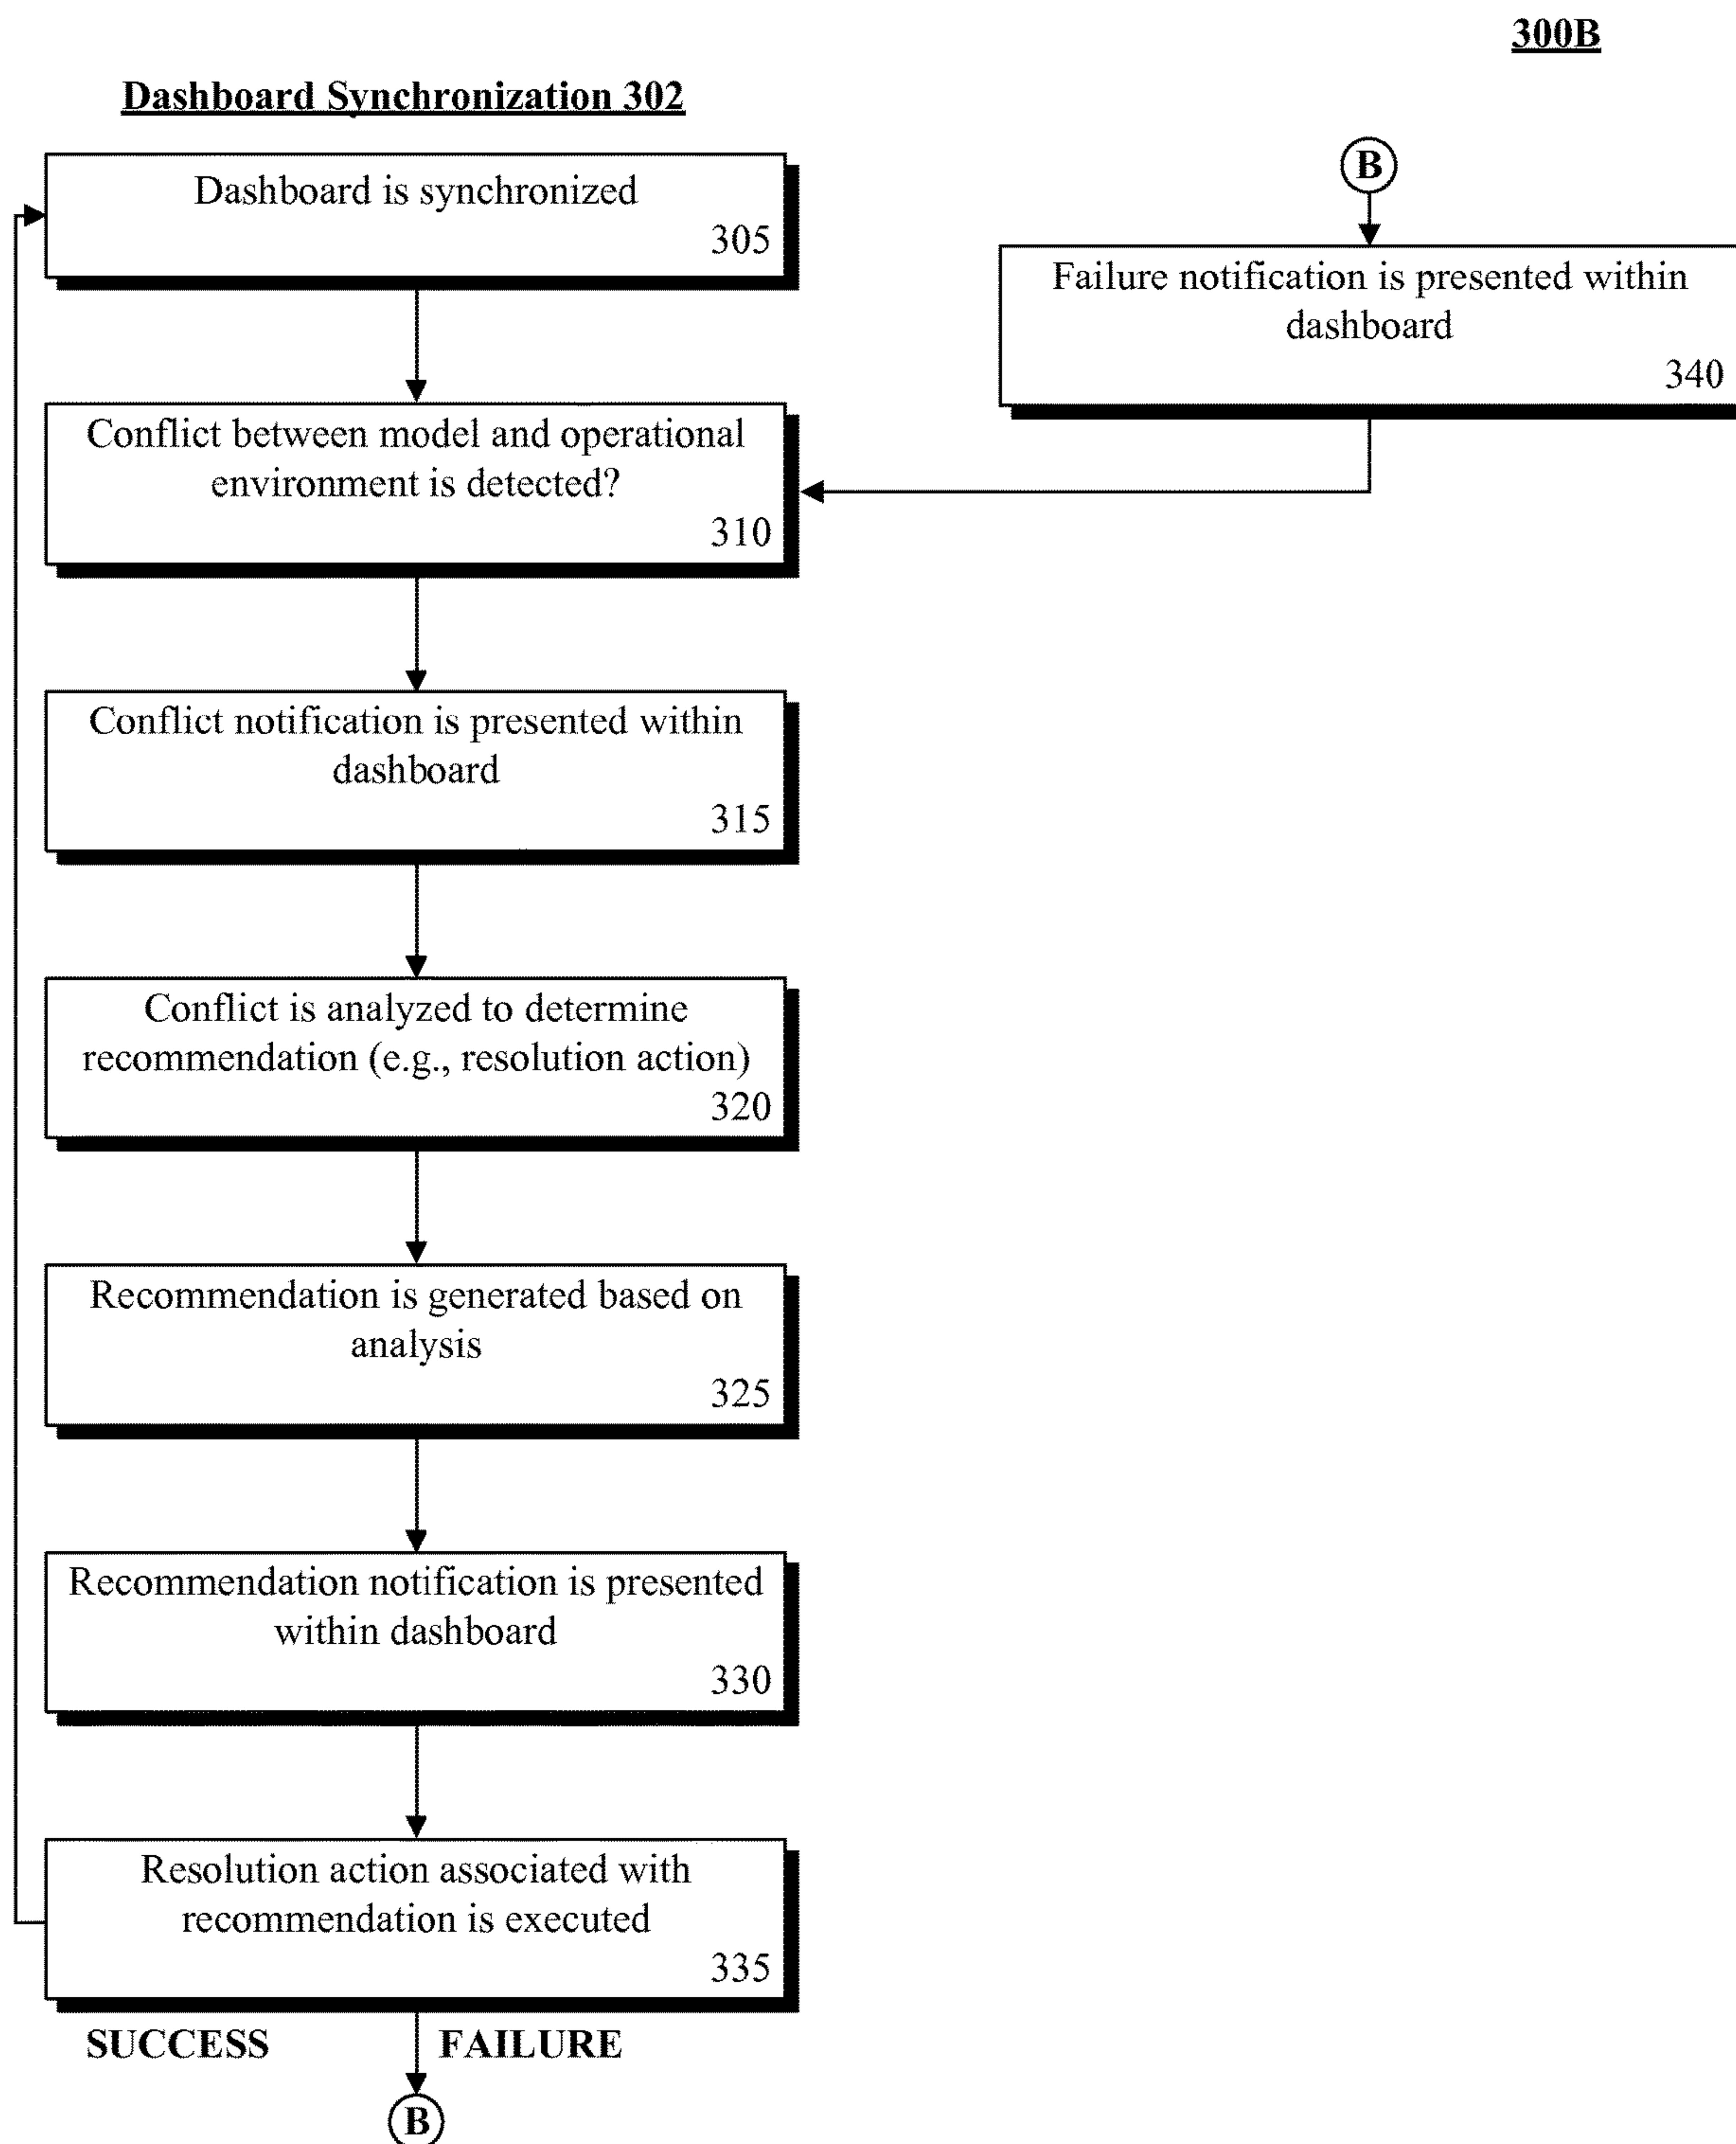 300B
Dashboard Synchronization 302
Dashboard is synchronized
305
Conflict between model and operational
environment is detected?
310
Conflict notification is presented within
dashboard
315
Conflict is analyzed to determine
recommendation (e.g., resolution action)
320
Recommendation is generated based on
analysis
325
Recommendation notification is presented
within dashboard
330
Resolution action associated with
recommendation is executed
335
SUCCESS
FAILURE
B
B
Failure notification is presented within
dashboard
340